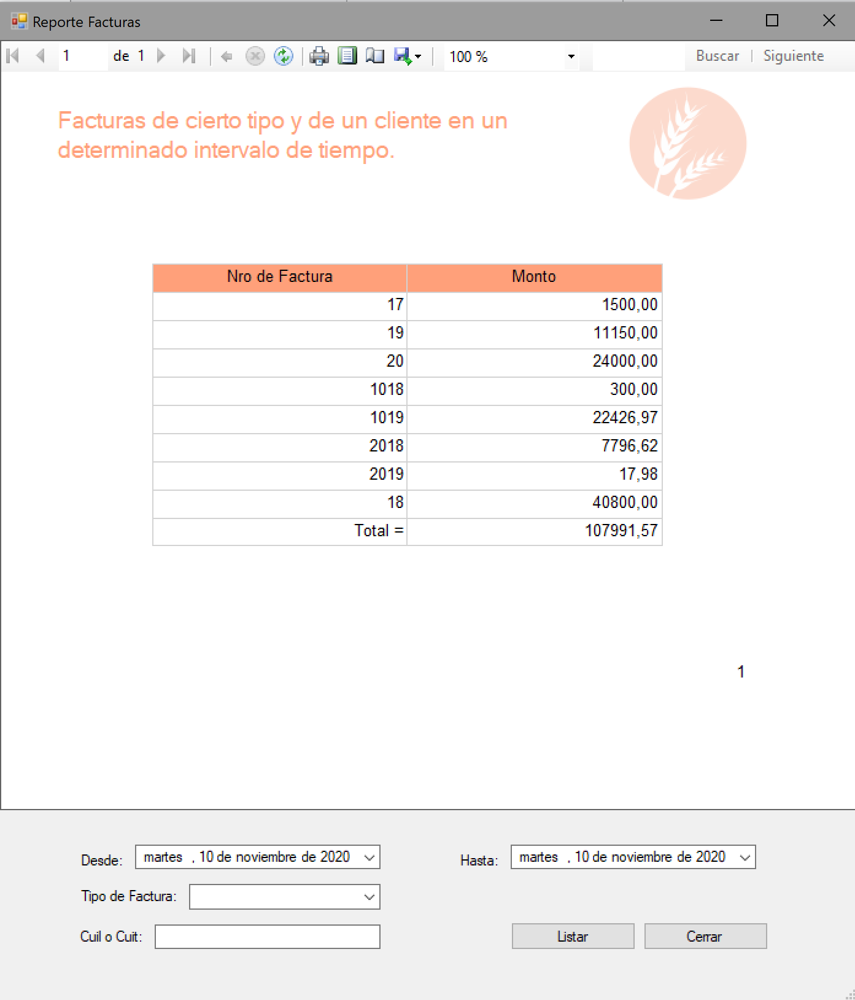 Reporte Facturas
1 de 1 100 % Buscar | Siguiente
Facturas de cierto tipo y de un cliente en un
determinado intervalo de tiempo.
Nro de Factura Monto
17 1500,00
19 11150,00
20 24000,00
1018 300,00
1019 22426,97
2018 7796,62
2019 17,98
18 40800,00
Total = 107991,57
1
Desde: martes , 10 de noviembre de 2020 Hasta: martes , 10 de noviembre de 2020
Tipo de Factura:
Cuil o Cuit: Listar Cerrar